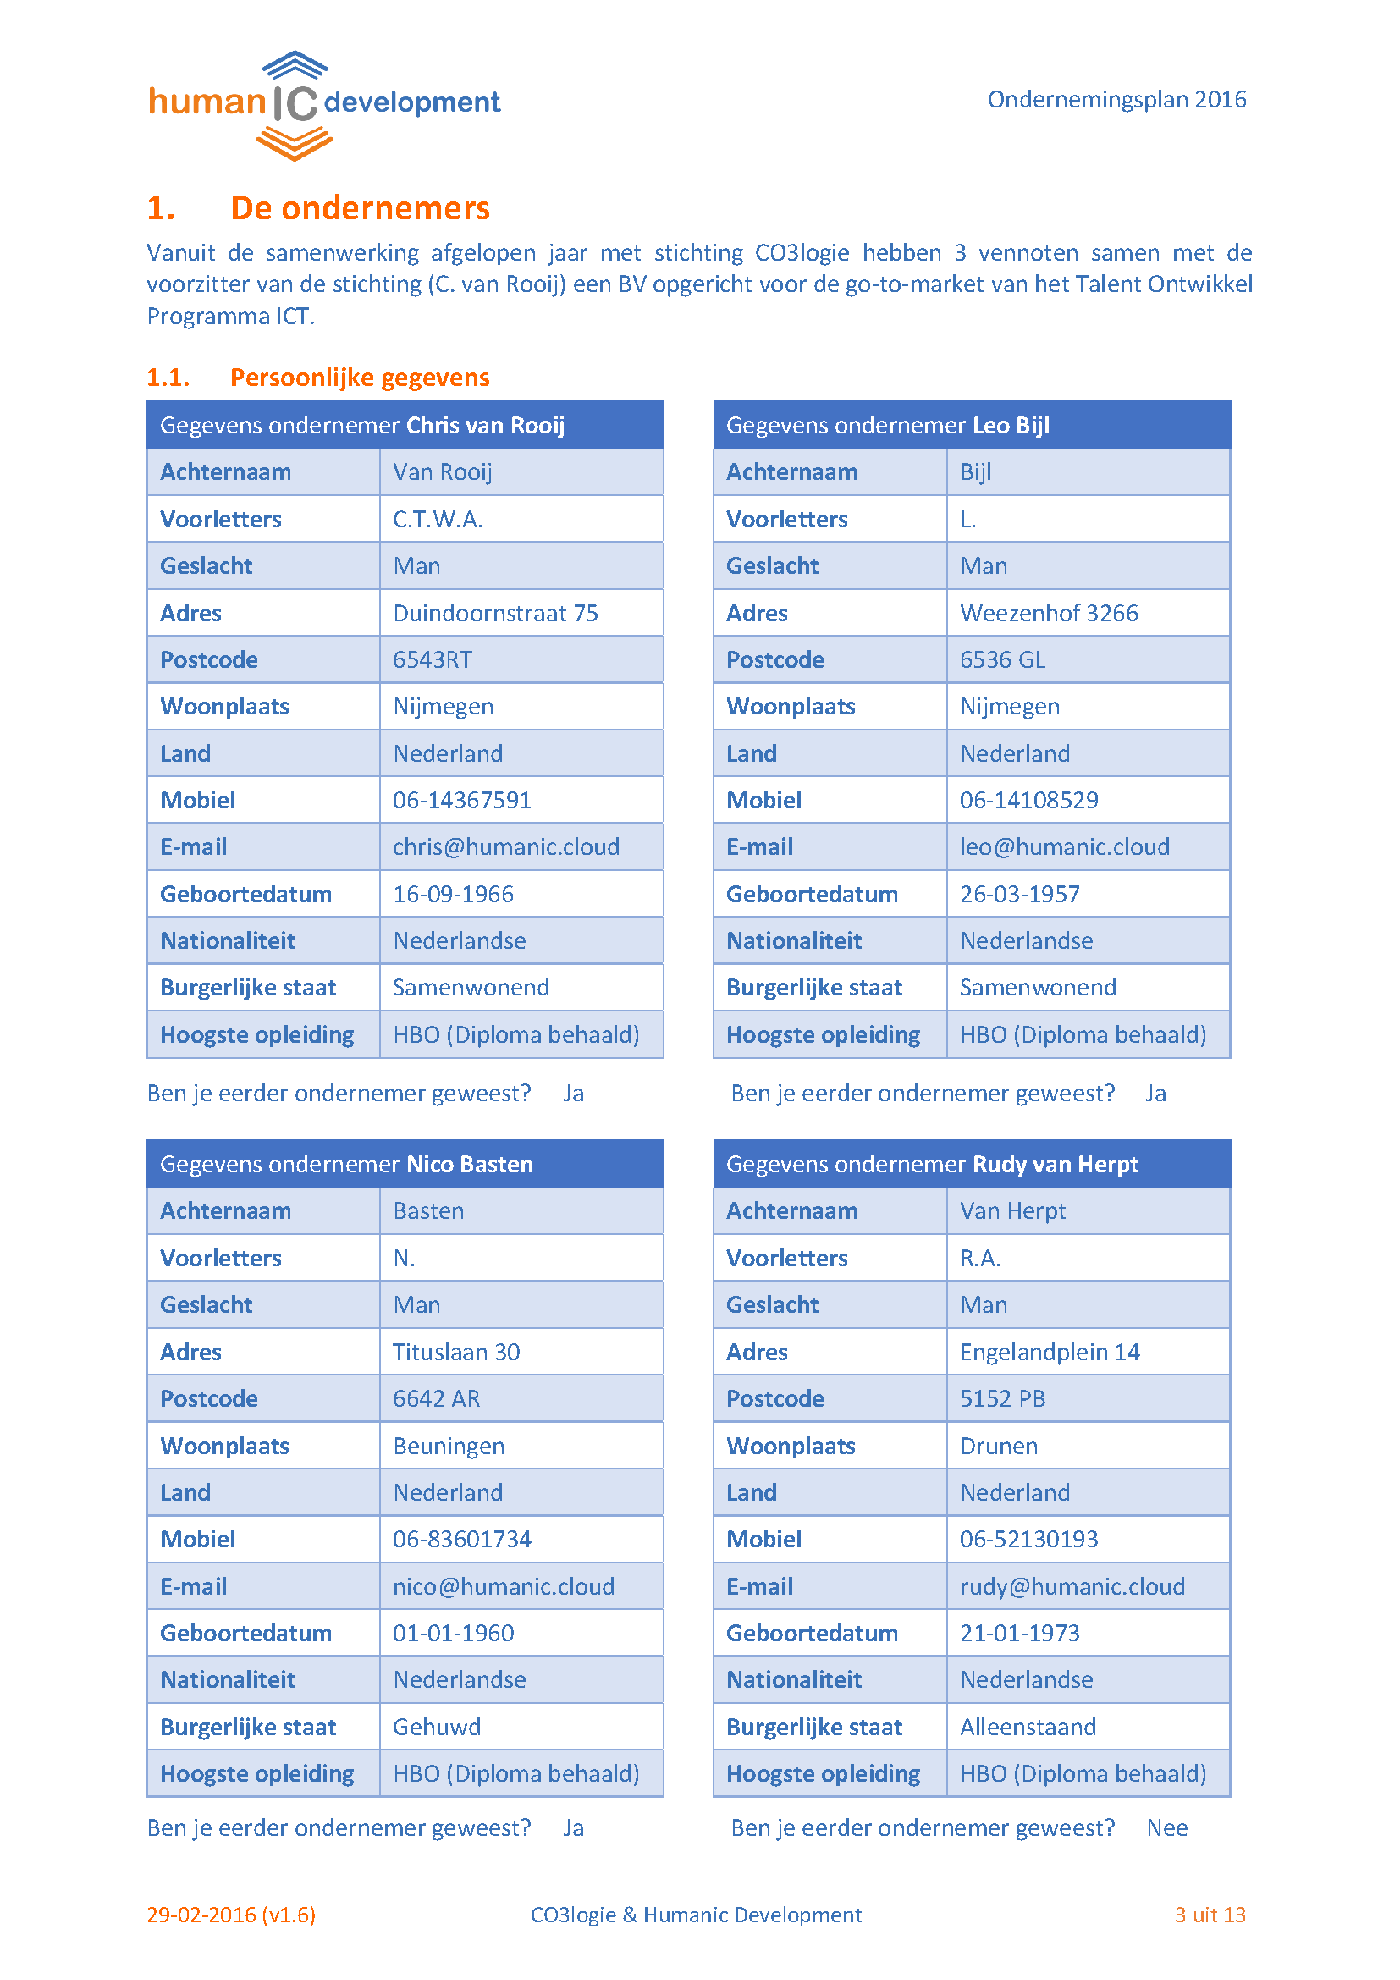 human IC development
Ondernemingsplan 2016
1. De ondernemers
Vanuit de samenwerking afgelopen jaar met stichting CO3logie hebben 3 vennoten samen met de
voorzitter van de stichting (C. van Rooij) een BV opgericht voor de go-to-market van het Talent Ontwikkel
Programma ICT.
1.1. Persoonlijke gegevens
Gegevens ondernemer Chris van Rooij
Achternaam Van Rooij
Voorletters C.T.W.A.
Geslacht Man
Adres Duindoornstraat 75
Postcode 6543RT
Woonplaats Nijmegen
Land Nederland
Mobiel 06-14367591
E-mail chris@humanic.cloud
Geboortedatum 16-09-1966
Nationaliteit Nederlandse
Burgerlijke staat Samenwonend
Hoogste opleiding HBO (Diploma behaald)
Ben je eerder ondernemer geweest? Ja
Gegevens ondernemer Leo Bijl
Achternaam Bijl
Voorletters L.
Geslacht Man
Adres Weezenhof 3266
Postcode 6536 GL
Woonplaats Nijmegen
Land Nederland
Mobiel 06-14108529
E-mail leo@humanic.cloud
Geboortedatum 26-03-1957
Nationaliteit Nederlandse
Burgerlijke staat Samenwonend
Hoogste opleiding HBO (Diploma behaald)
Ben je eerder ondernemer geweest? Ja
Gegevens ondernemer Nico Basten
Achternaam Basten
Voorletters N.
Geslacht Man
Adres Tituslaan 30
Postcode 6642 AR
Woonplaats Beuningen
Land Nederland
Mobiel 06-83601734
E-mail nico@humanic.cloud
Geboortedatum 01-01-1960
Nationaliteit Nederlandse
Burgerlijke staat Gehuwd
Hoogste opleiding HBO (Diploma behaald)
Ben je eerder ondernemer geweest? Ja
Gegevens ondernemer Rudy van Herpt
Achternaam Van Herpt
Voorletters R.A.
Geslacht Man
Adres Engelandplein 14
Postcode 5152 PB
Woonplaats Drunen
Land Nederland
Mobiel 06-52130193
E-mail rudy@humanic.cloud
Geboortedatum 21-01-1973
Nationaliteit Nederlandse
Burgerlijke staat Alleenstaand
Hoogste opleiding HBO (Diploma behaald)
Ben je eerder ondernemer geweest? Nee
29-02-2016 (v1.6) CO3logie & Humanic Development 3 uit 13